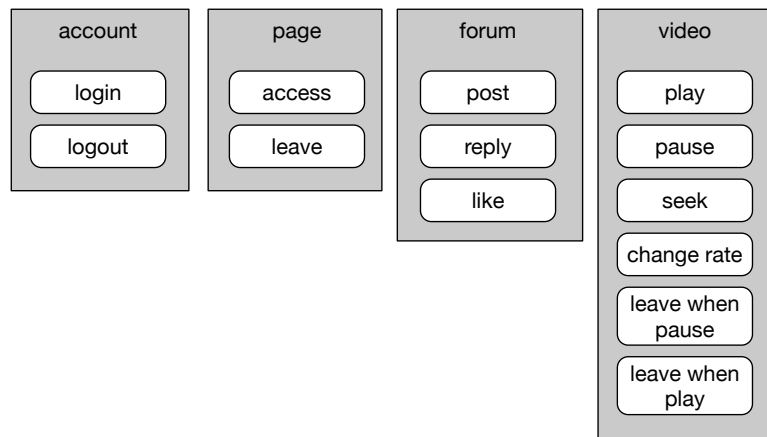 account
login
logout
page
access
leave
forum
post
reply
like
video
play
pause
seek
change rate
leave when
pause
leave when
play